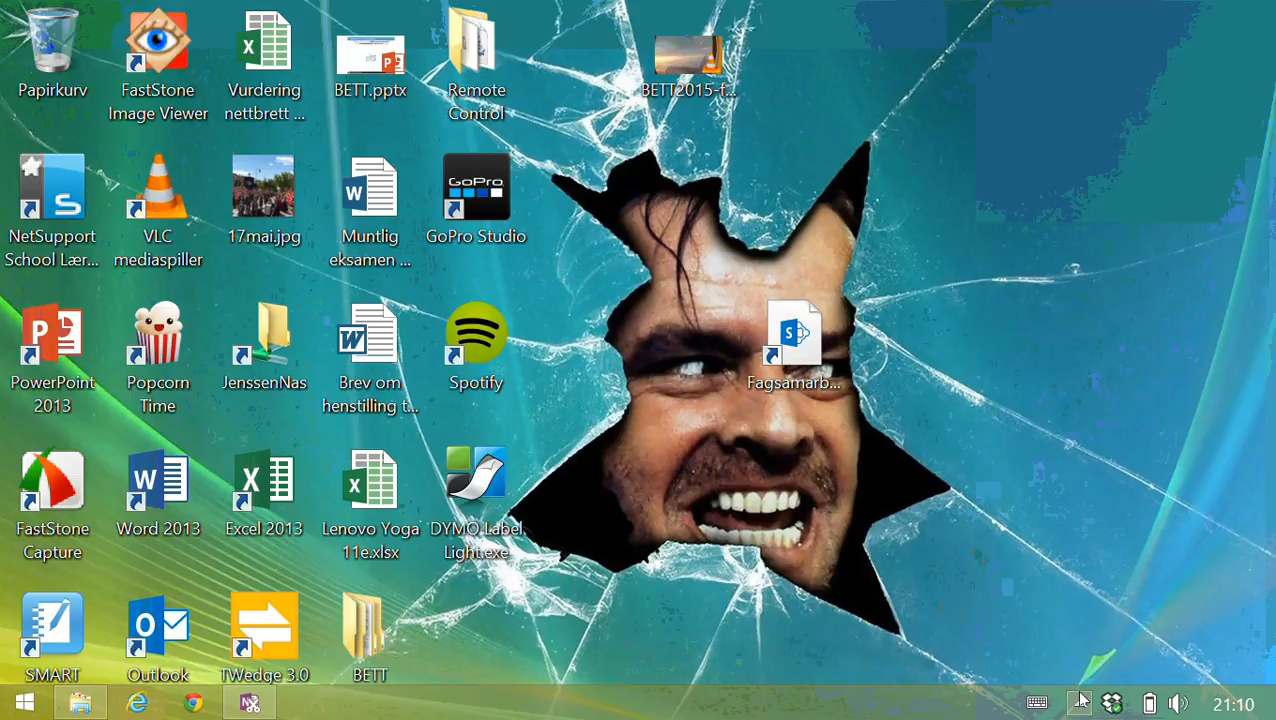 Papirkurv
FastStone
Image Viewer
Vurdering
nettbrett ...
BETT.pptx
Remote
Control
BETT2015-f...
NetSupport
School Lær...
VLC
mediaspiller
17mai.jpg
Muntlig
eksamen ...
GoPro
GoPro Studio
PowerPoint
2013
Popcorn
Time
JenssenNas
Brev om
henstilling t...
Spotify
Fagsamarb...
FastStone
Capture
Word 2013
Excel 2013
Lenovo Yoga
11e.xlsx
DYMO Label
Light.exe
SMART
Outlook
TWedge 3.0
BETT
21:10